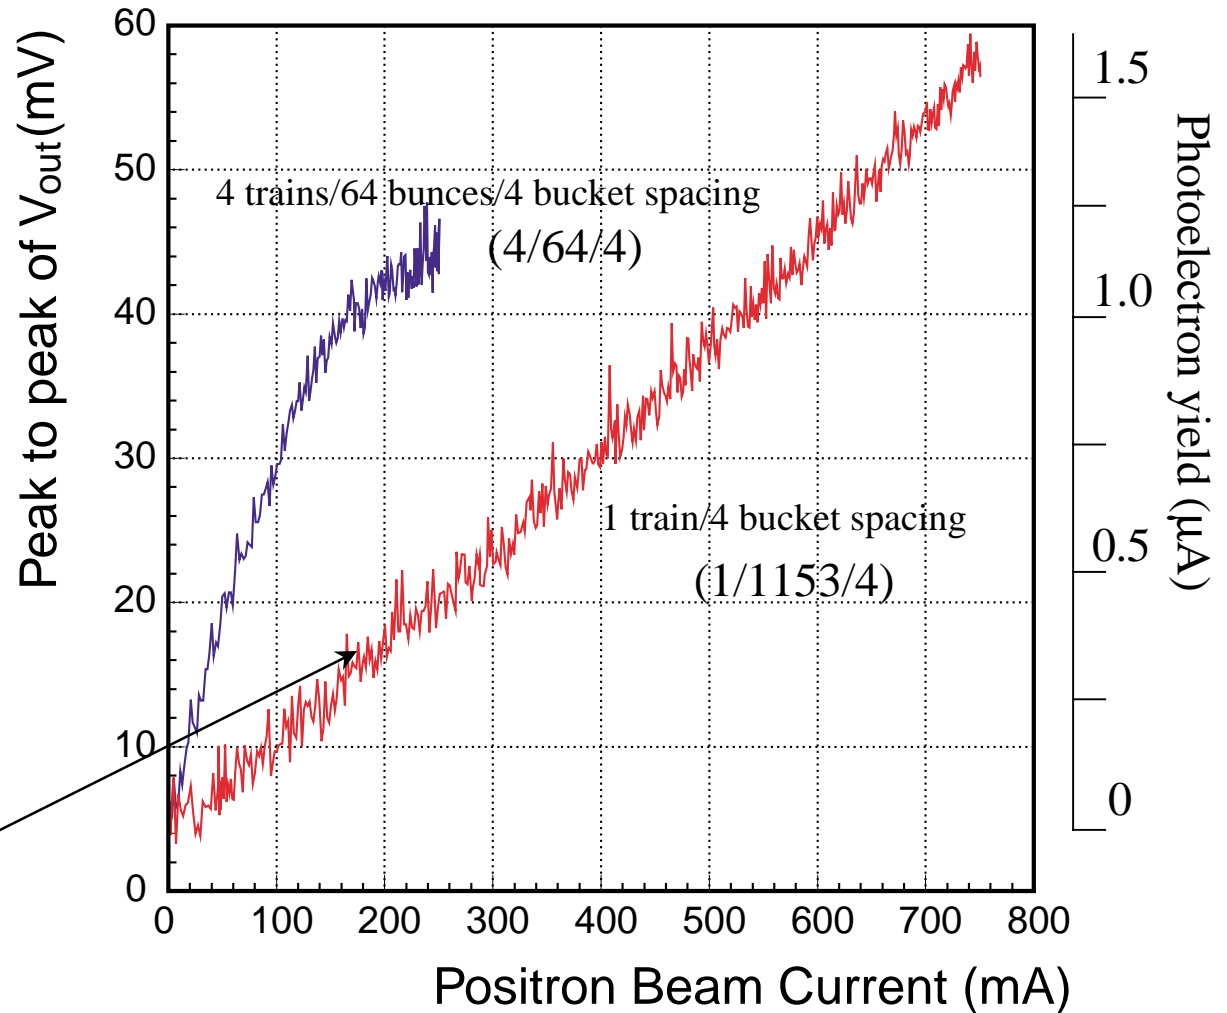 Peak to peak of Vout(mV)
60
50
40
30
20
10
0
4 trains/64 bunces/4 bucket spacing
(4/64/4)
1 train/4 bucket spacing
(1/1153/4)
0 100 200 300 400 500 600 700 800
Positron Beam Current (mA)
1.5
1.0
0.5
0
Photoelectron yield (μA)